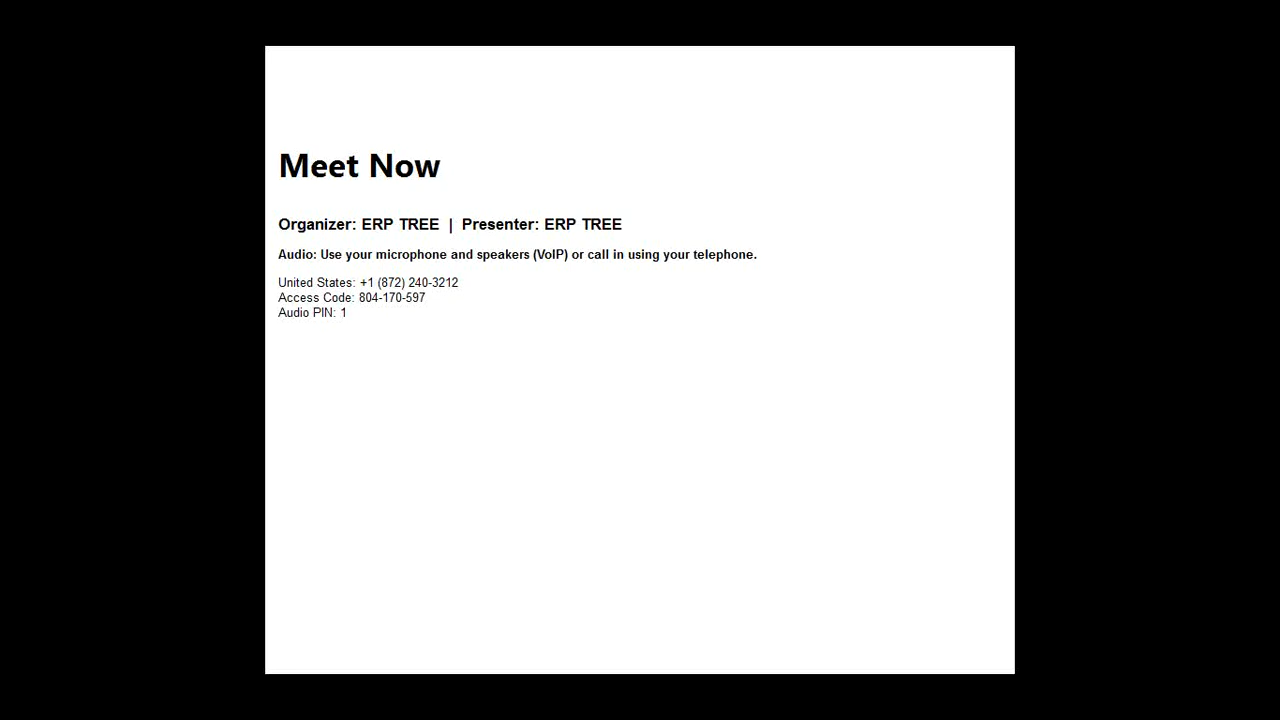 Meet Now
Organizer: ERP TREE | Presenter: ERP TREE
Audio: Use your microphone and speakers (VoIP) or call in using your telephone.
United States: +1 (872) 240-3212
Access Code: 804-170-597
Audio PIN: 1